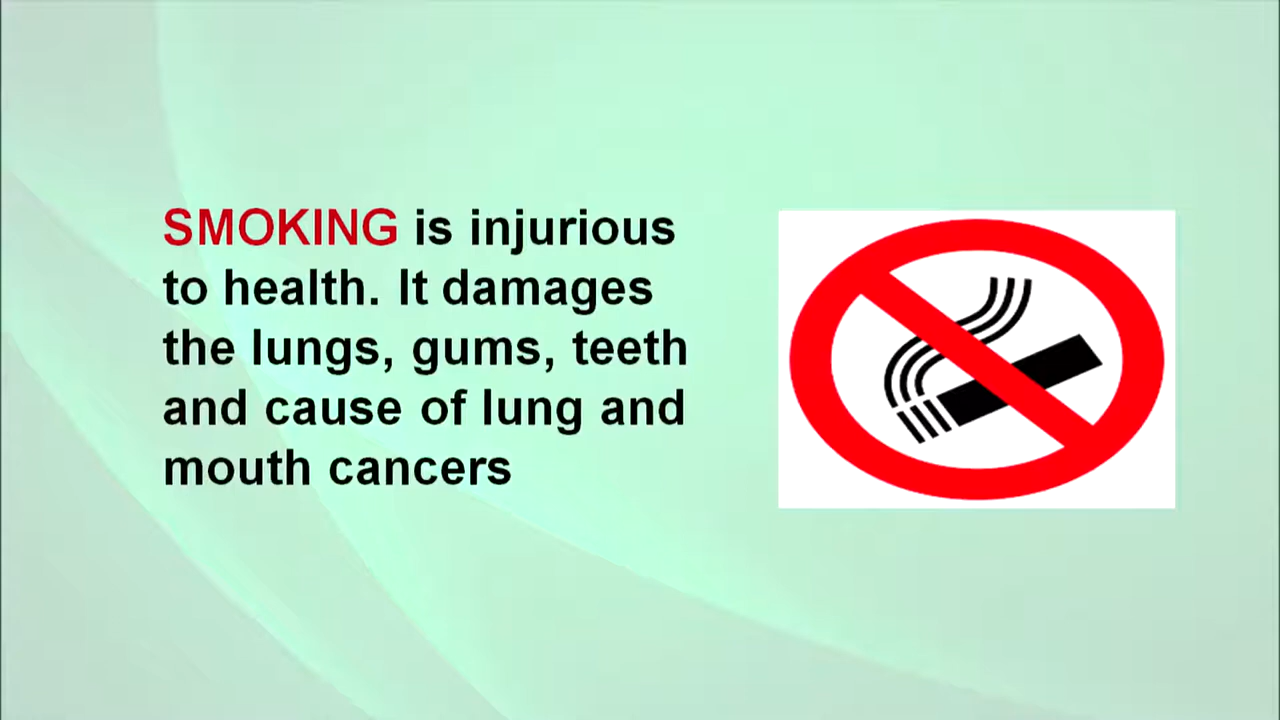 SMOKING is injurious
to health. It damages
the lungs, gums, teeth
and cause of lung and
mouth cancers